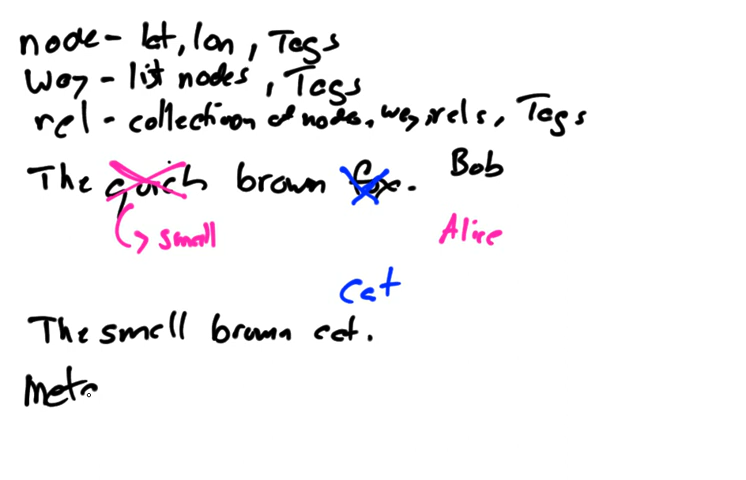 node - lat, lon, Tags
way - list nodes, Tags
rel - collection of nodes, way, rels, Tags
The quick brown fox. Bob
small Alice
cat
The small brown cat.
Meta